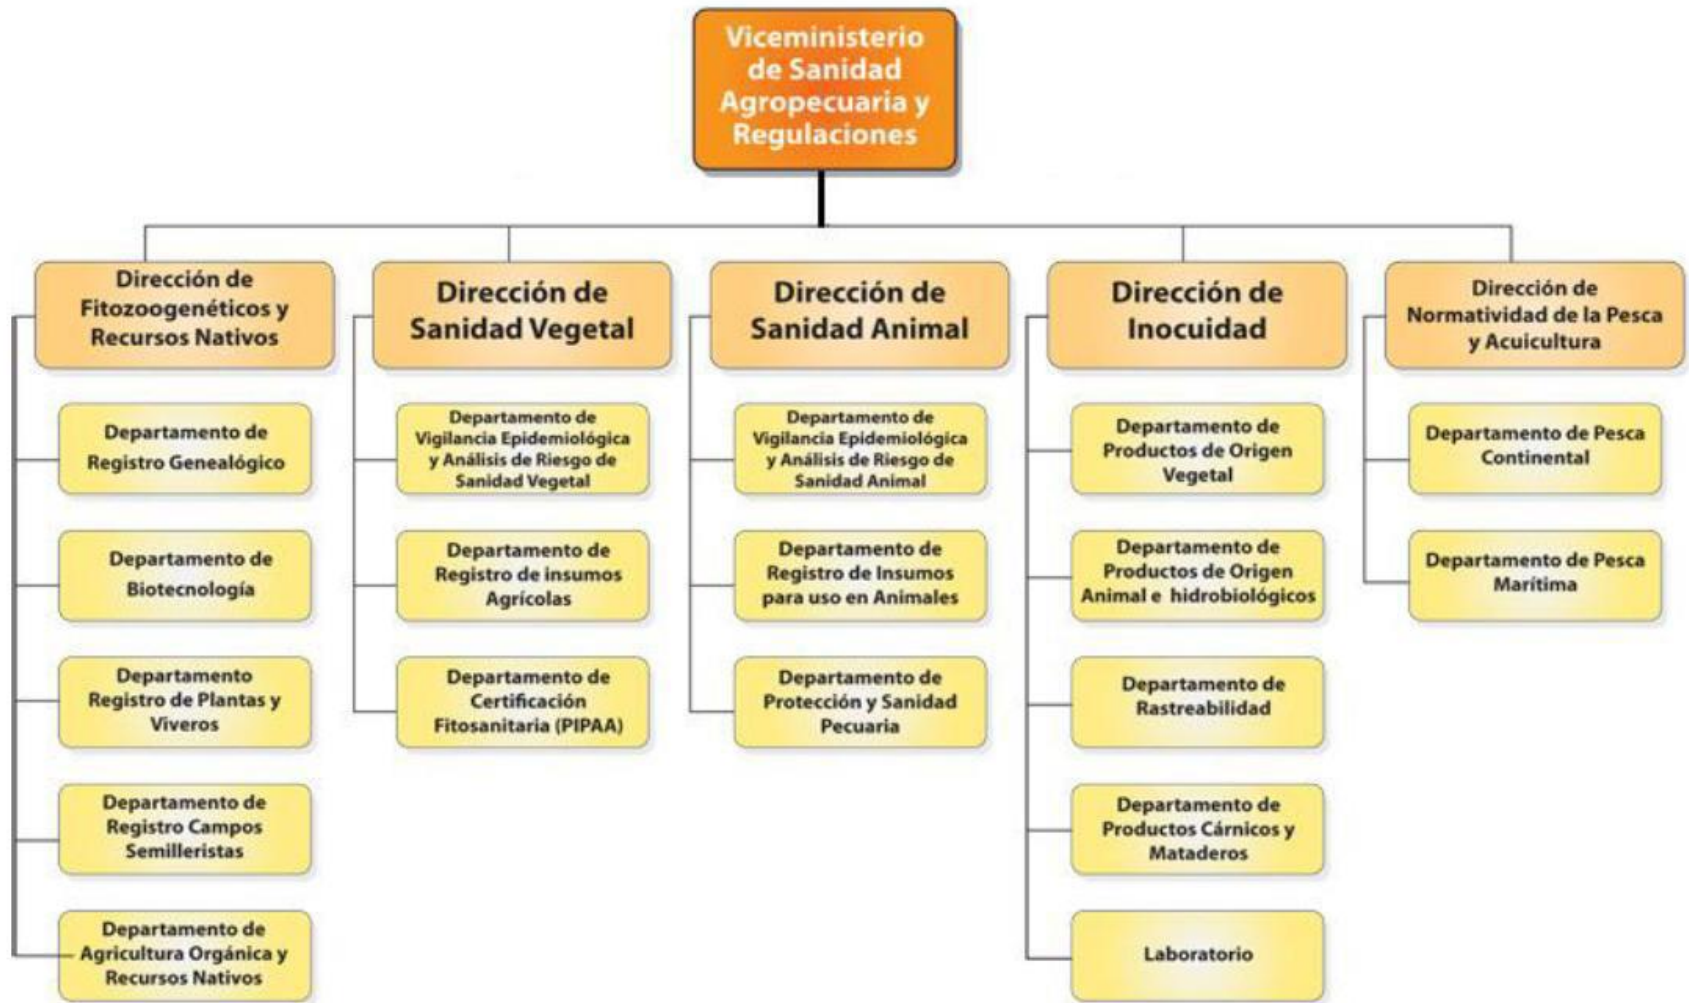 Viceministerio
de Sanidad
Agropecuaria y
Regulaciones
Dirección de
Fitozoogenéticos y
Recursos Nativos
Departamento de
Registro Genealógico
Departamento de
Biotecnología
Departamento
Registro de Plantas y
Viveros
Departamento de
Registro Campos
Semilleristas
Departamento de
Agricultura Orgánica y
Recursos Nativos
Dirección de
Sanidad Vegetal
Departamento de
Vigilancia Epidemiológica
y Análisis de Riesgo de
Sanidad Vegetal
Departamento de
Registro de insumos
Agrícolas
Departamento de
Certificación
Fitosanitaria (PIPAA)
Dirección de
Sanidad Animal
Departamento de
Vigilancia Epidemiológica
y Análisis de Riesgo de
Sanidad Animal
Departamento de
Registro de Insumos
para uso en Animales
Departamento de
Protección y Sanidad
Pecuaria
Dirección de
Inocuidad
Departamento de
Productos de Origen
Vegetal
Departamento de
Productos de Origen
Animal e hidrobiológicos
Departamento de
Rastreabilidad
Departamento de
Productos Cárnicos y
Mataderos
Laboratorio
Dirección de
Normatividad de la Pesca
y Acuicultura
Departamento de Pesca
Continental
Departamento de Pesca
Marítima